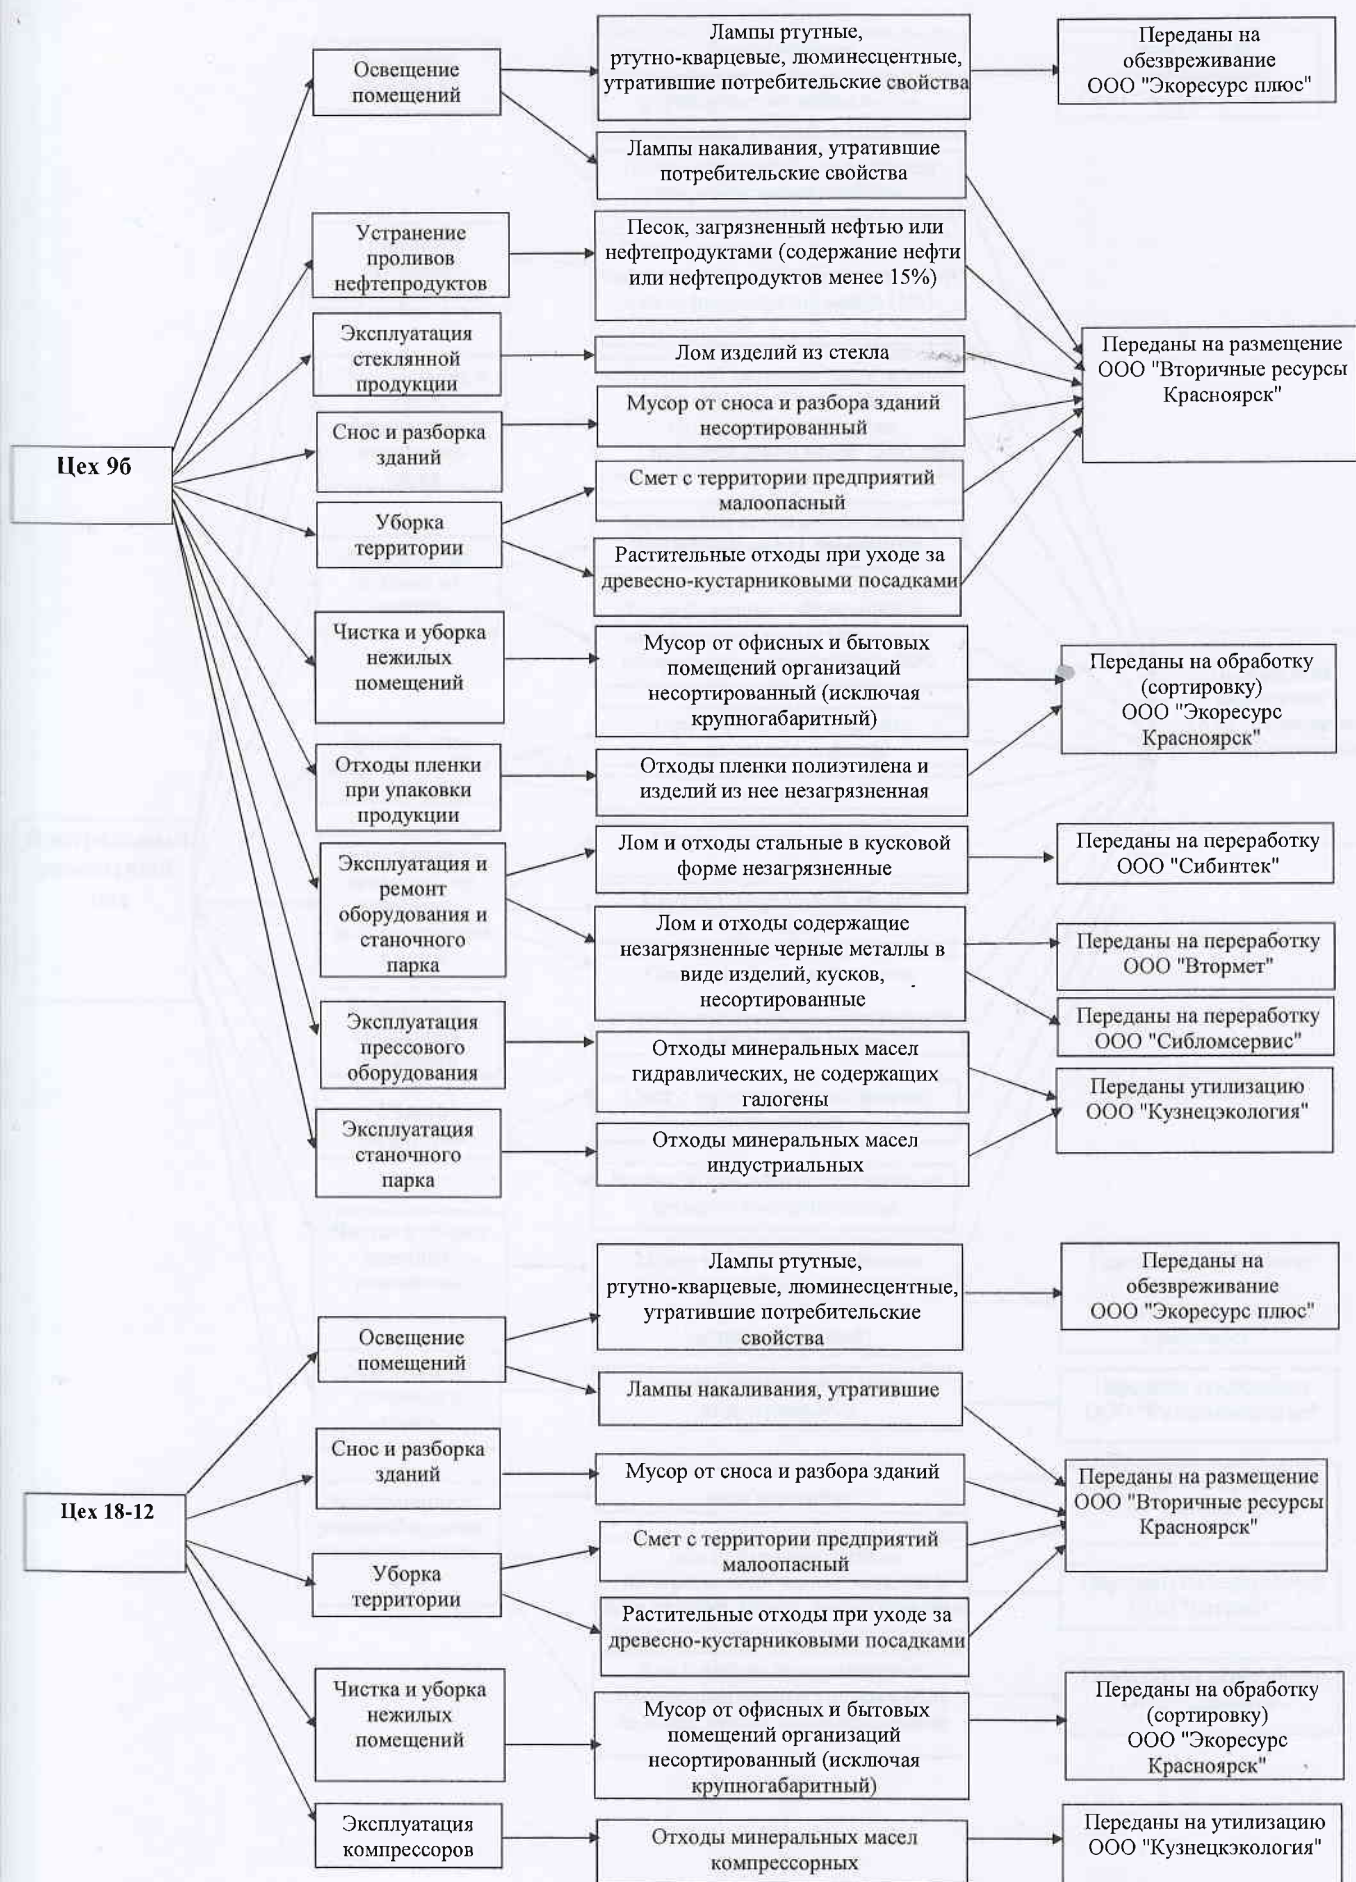 Освещение
помещений
Лампы ртутные,
ртутно-кварцевые, люминесцентные,
утратившие потребительские свойства
Переданы на
обезвреживание
ООО "Экоресурс плюс"
Лампы накаливания, утратившие
потребительские свойства
Устранение
проливов
нефтепродуктов
Песок, загрязненный нефтью или
нефтепродуктами (содержание нефти
или нефтепродуктов менее 15%)
Эксплуатация
стеклянной
продукции
Лом изделий из стекла
Переданы на размещение
ООО "Вторичные ресурсы
Красноярск"
Цех 9б
Снос и разборка
зданий
Мусор от сноса и разбора зданий
несортированный
Уборка
территории
Смет с территории предприятий
малоопасный
Растительные отходы при уходе за
древесно-кустарниковыми посадками
Чистка и уборка
нежилых
помещений
Мусор от офисных и бытовых
помещений организаций
несортированный (исключая
крупногабаритный)
Переданы на обработку
(сортировку)
ООО "Экоресурс
Красноярск"
Отходы пленки
при упаковки
продукции
Отходы пленки полиэтилена и
изделий из нее незагрязненная
Эксплуатация и
ремонт
оборудования и
станочного
парка
Лом и отходы стальные в кусковой
форме незагрязненные
Переданы на переработку
ООО "Сибинтек"
Лом и отходы содержащие
незагрязненные черные металлы в
виде изделий, кусков,
несортированные
Переданы на переработку
ООО "Втормет"
Переданы на переработку
ООО "Сибломсервис"
Эксплуатация
прессового
оборудования
Отходы минеральных масел
гидравлических, не содержащих
галогены
Переданы утилизацию
ООО "Кузнецэкология"
Эксплуатация
станочного
парка
Отходы минеральных масел
индустриальных
Цех 18-12
Освещение
помещений
Лампы ртутные,
ртутно-кварцевые, люминесцентные,
утратившие потребительские
свойства
Переданы на
обезвреживание
ООО "Экоресурс плюс"
Лампы накаливания, утратившие
Снос и разборка
зданий
Мусор от сноса и разбора зданий
Переданы на размещение
ООО "Вторичные ресурсы
Красноярск"
Уборка
территории
Смет с территории предприятий
малоопасный
Растительные отходы при уходе за
древесно-кустарниковыми посадками
Чистка и уборка
нежилых
помещений
Мусор от офисных и бытовых
помещений организаций
несортированный (исключая
крупногабаритный)
Переданы на обработку
(сортировку)
ООО "Экоресурс
Красноярск"
Эксплуатация
компрессоров
Отходы минеральных масел
компрессорных
Переданы на утилизацию
ООО "Кузнецкэкология"